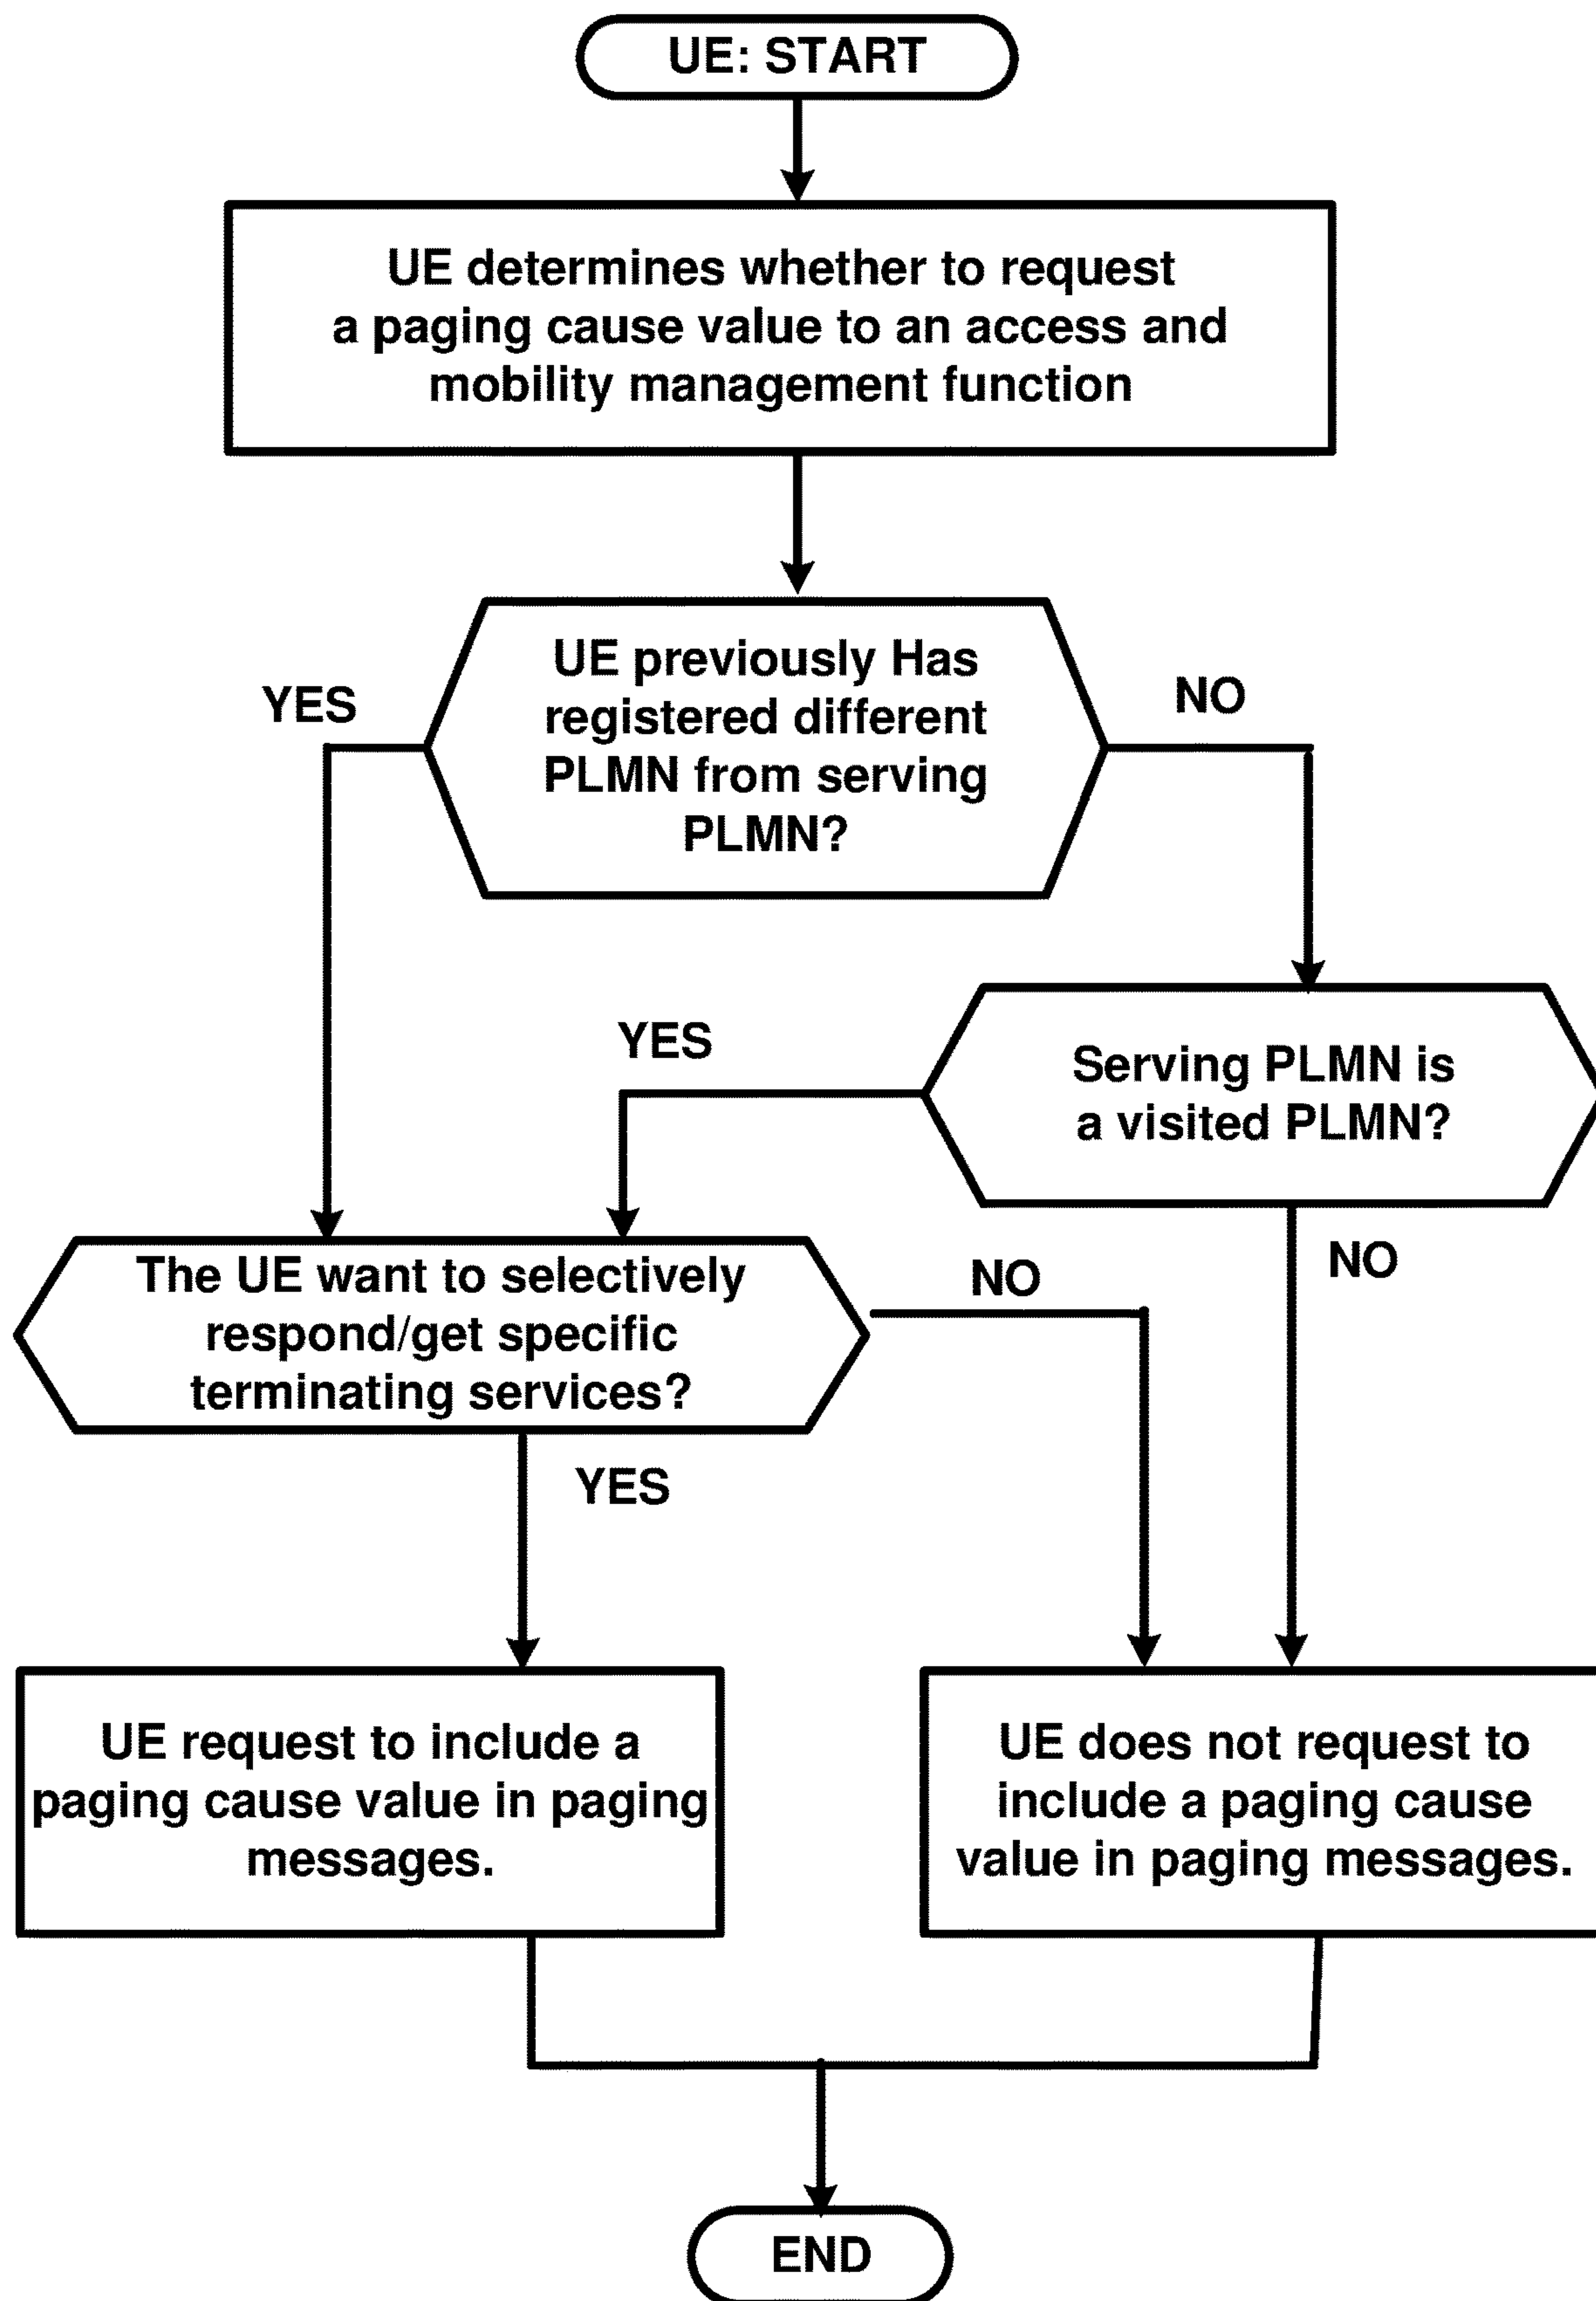 UE: START
UE determines whether to request
a paging cause value to an access and
mobility management function
UE previously Has
registered different
PLMN from serving
PLMN?
YES
NO
Serving PLMN is
a visited PLMN?
YES
NO
The UE want to selectively
respond/get specific
terminating services?
NO
YES
UE request to include a
paging cause value in paging
messages.
UE does not request to
include a paging cause
value in paging messages.
END